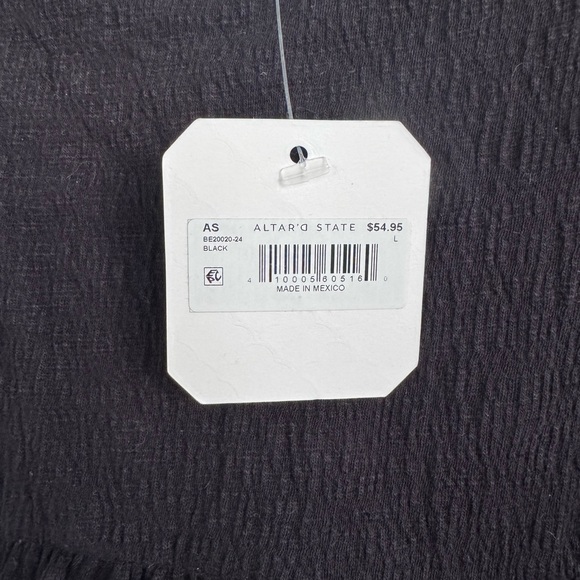 AS ALTAR'D STATE $54.95
BE20020-24 L
BLACK
4 10005 60516 0
MADE IN MEXICO